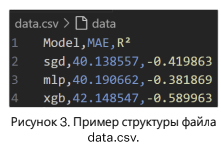 data.csv > data
1 Model,MAE,R²
2 sgd,40.138557,-0.419863
3 mlp,40.190662,-0.381869
4 xgb,42.148547,-0.589963
Рисунок 3. Пример структуры файла
data.csv.